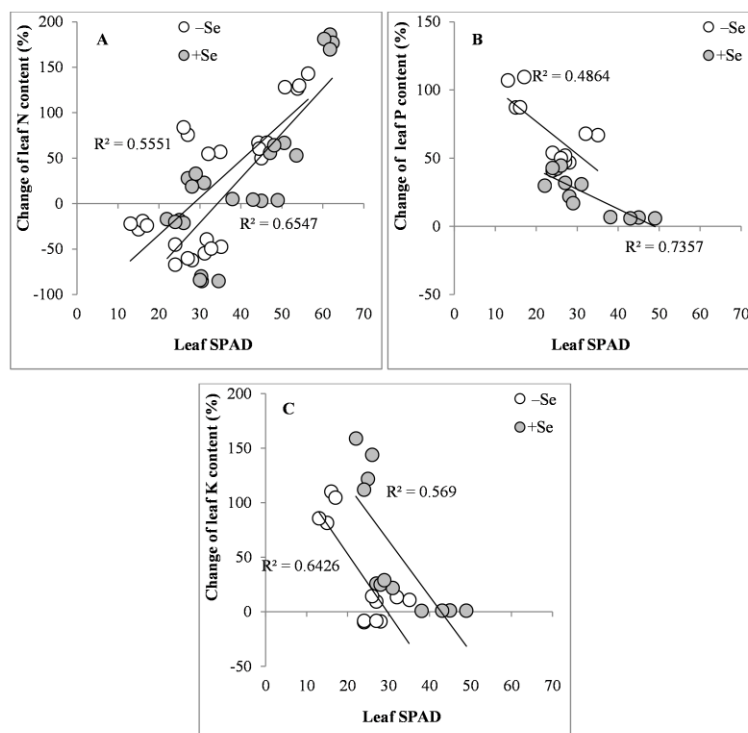 A
–Se
+Se
R² = 0.5551
R² = 0.6547
Change of leaf N content (%)
200
150
100
50
0
-50
-100
0 10 20 30 40 50 60 70
Leaf SPAD
B
–Se
+Se
R² = 0.4864
R² = 0.7357
Change of leaf P content (%)
150
100
50
0
-50
0 10 20 30 40 50 60 70
Leaf SPAD
C
–Se
+Se
R² = 0.569
R² = 0.6426
Change of leaf K content (%)
200
150
100
50
0
-50
0 10 20 30 40 50 60 70
Leaf SPAD